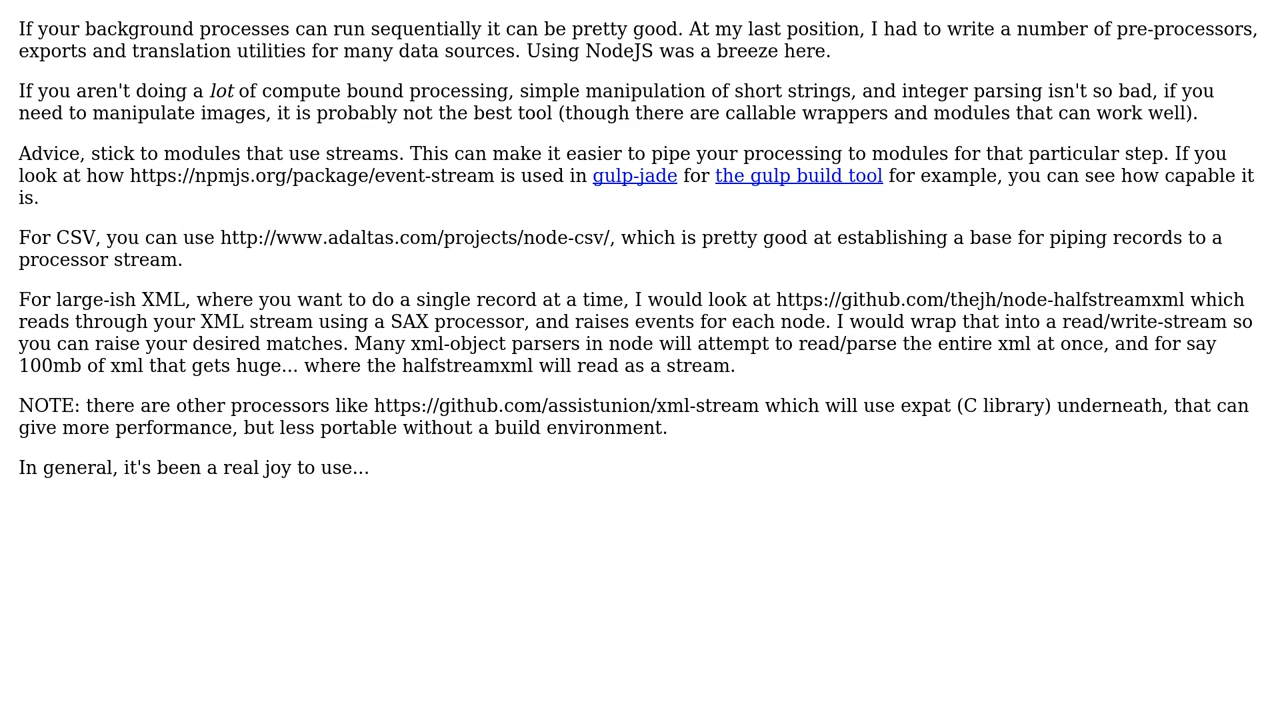 If your background processes can run sequentially it can be pretty good. At my last position, I had to write a number of pre-processors,
exports and translation utilities for many data sources. Using NodeJS was a breeze here.
If you aren't doing a lot of compute bound processing, simple manipulation of short strings, and integer parsing isn't so bad, if you
need to manipulate images, it is probably not the best tool (though there are callable wrappers and modules that can work well).
Advice, stick to modules that use streams. This can make it easier to pipe your processing to modules for that particular step. If you
look at how https://npmjs.org/package/event-stream is used in gulp-jade for the gulp build tool for example, you can see how capable it
is.
For CSV, you can use http://www.adaltas.com/projects/node-csv/, which is pretty good at establishing a base for piping records to a
processor stream.
For large-ish XML, where you want to do a single record at a time, I would look at https://github.com/thejh/node-halfstreamxml which
reads through your XML stream using a SAX processor, and raises events for each node. I would wrap that into a read/write-stream so
you can raise your desired matches. Many xml-object parsers in node will attempt to read/parse the entire xml at once, and for say
100mb of xml that gets huge... where the halfstreamxml will read as a stream.
NOTE: there are other processors like https://github.com/assistunion/xml-stream which will use expat (C library) underneath, that can
give more performance, but less portable without a build environment.
In general, it's been a real joy to use...